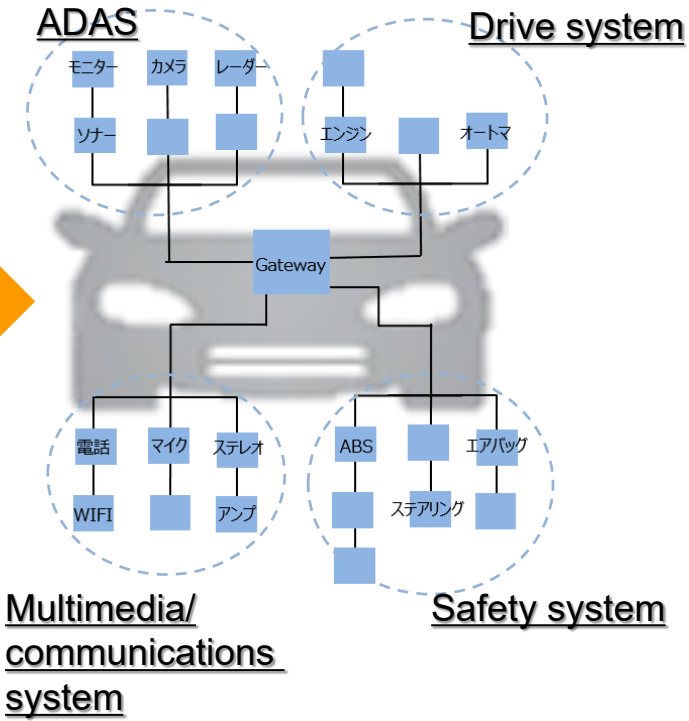 ADAS
Drive system
モニター
カメラ
レーダー
ソナー
エンジン
オートマ
Gateway
電話
マイク
ステレオ
WIFI
アンプ
ABS
エアバッグ
ステアリング
Multimedia/
communications
system
Safety system